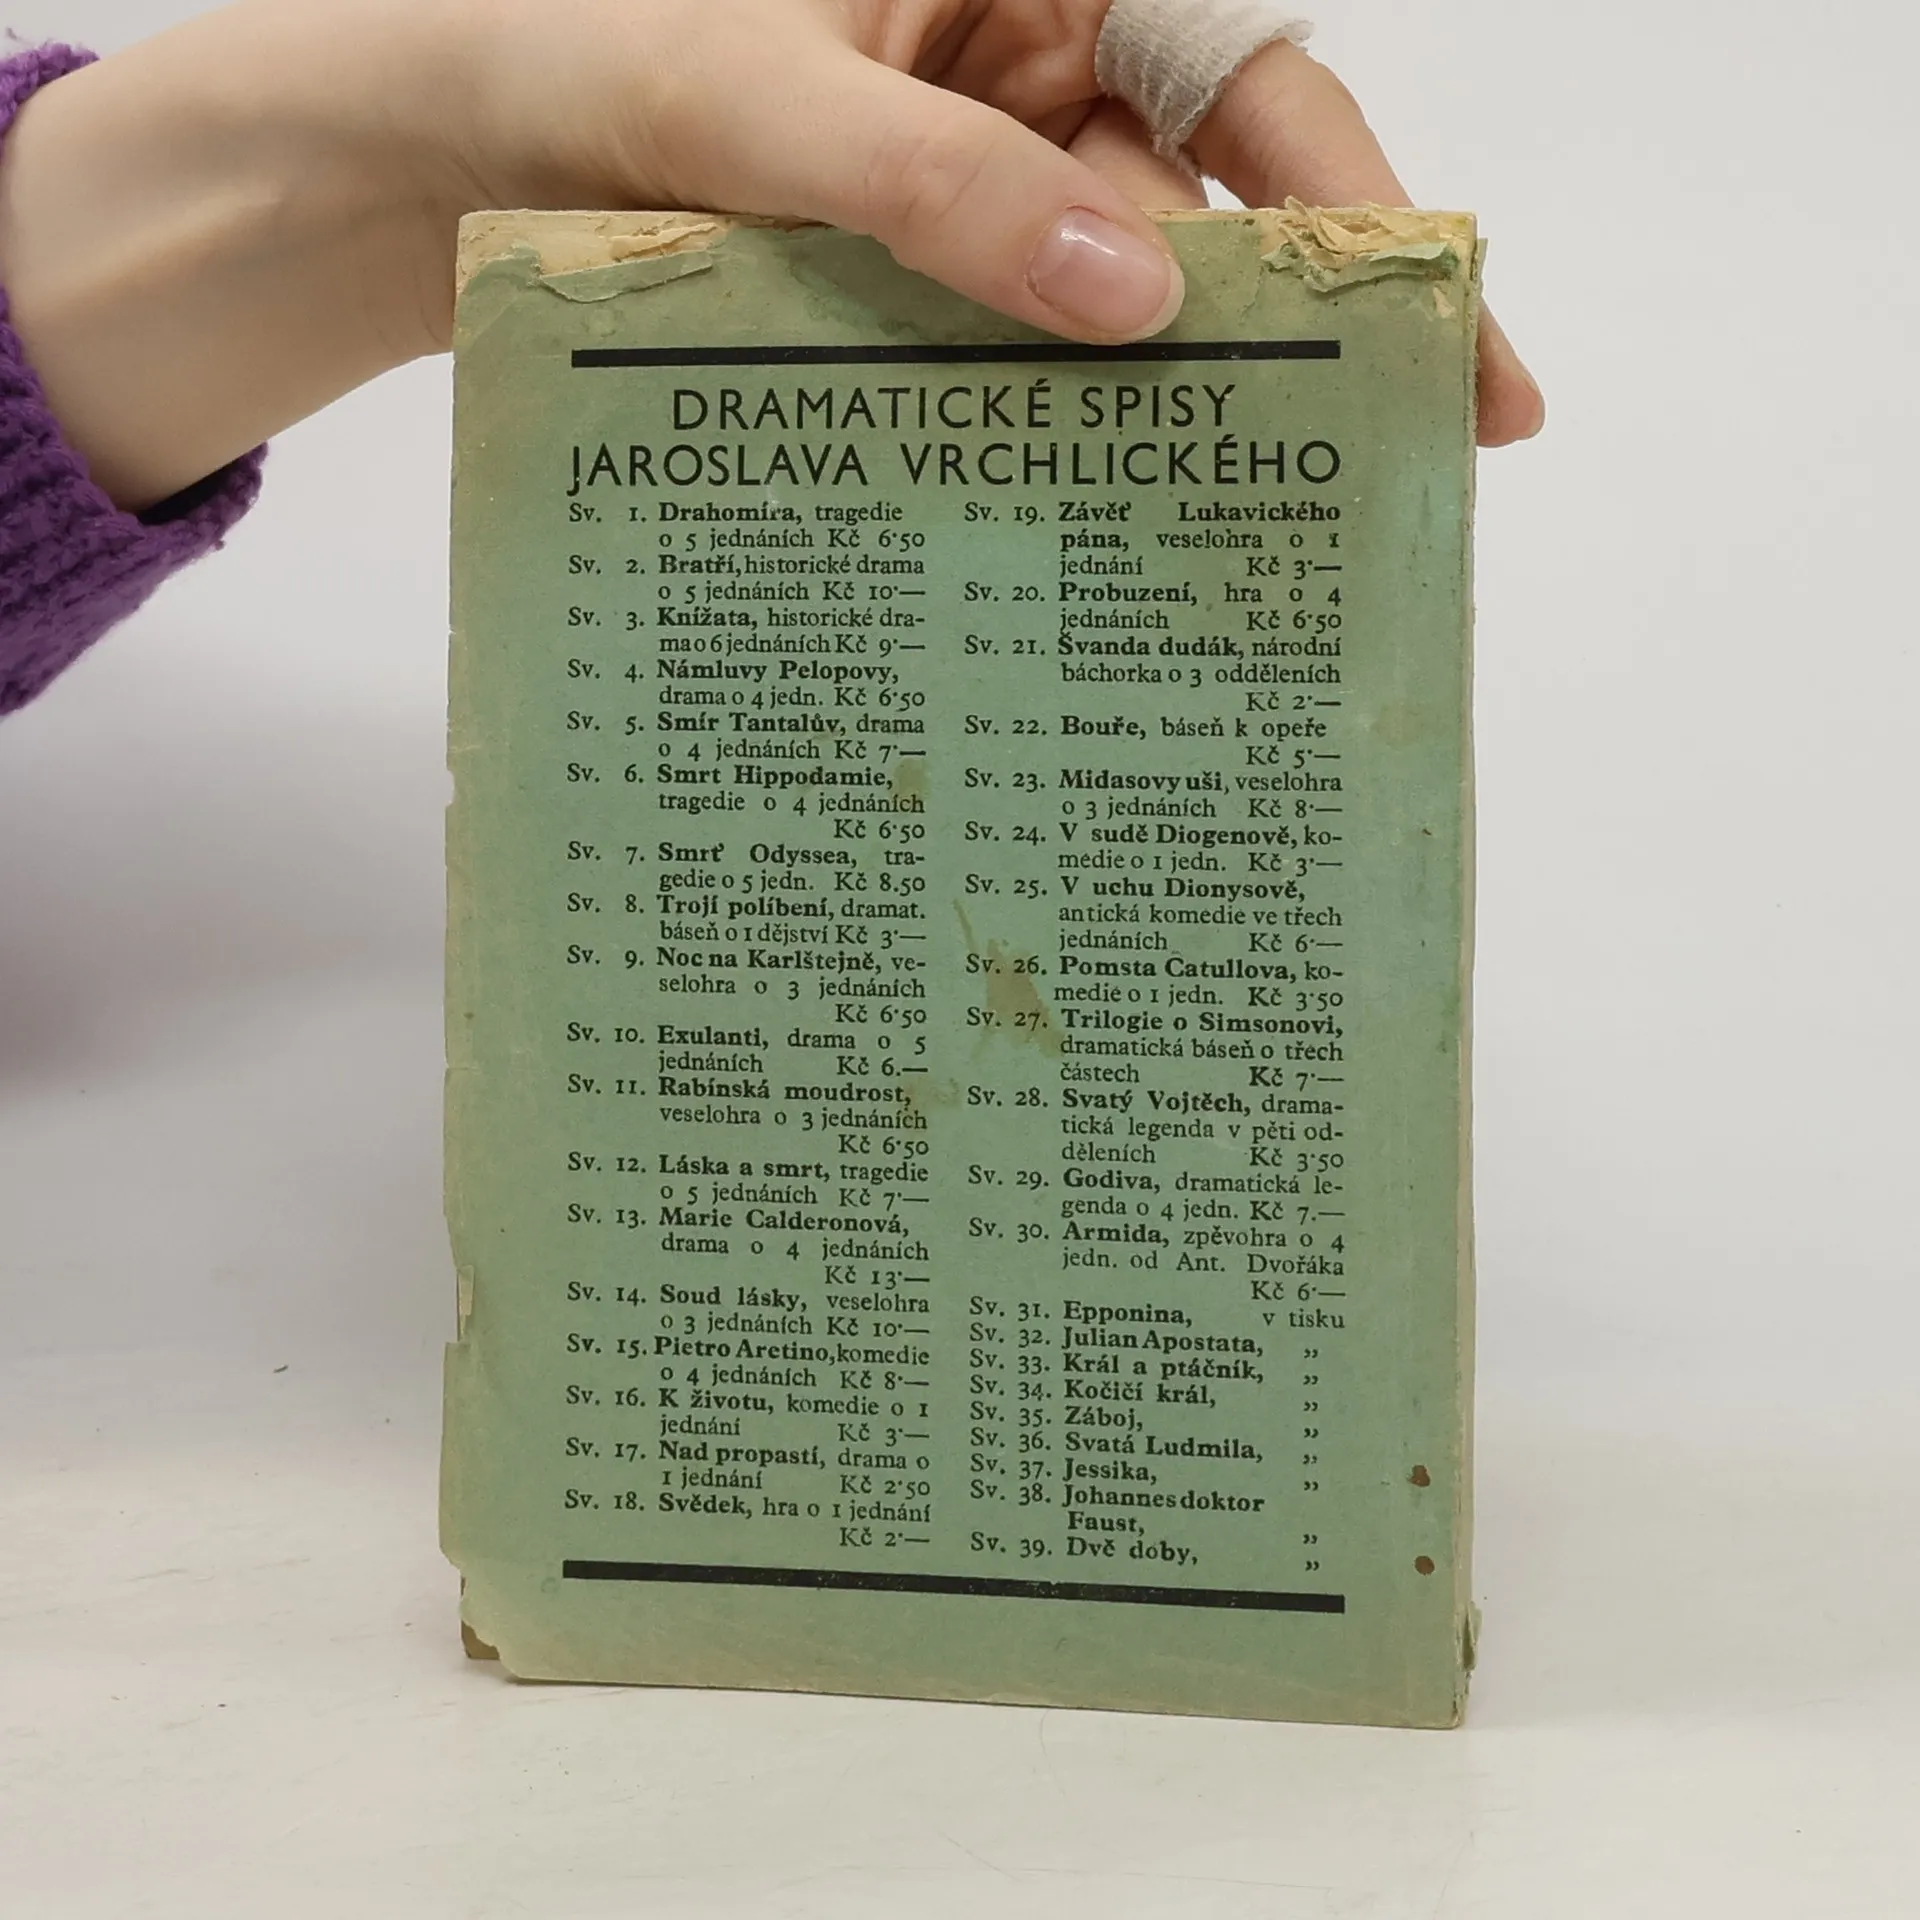 DRAMATICKÉ SPISY
JAROSLAVA VRCHLICKÉHO
Sv. 1. Drahomíra, tragedie
o 5 jednáních Kč 6·50
Sv. 2. Bratří, historické drama
o 5 jednáních Kč 10·—
Sv. 3. Knížata, historické dra-
ma o 6 jednáních Kč 9·—
Sv. 4. Námluvy Pelopovy,
drama o 4 jedn. Kč 6·50
Sv. 5. Smír Tantalův, drama
o 4 jednáních Kč 7·—
Sv. 6. Smrt Hippodamie,
tragedie o 4 jednáních
Kč 6·50
Sv. 7. Smrť Odyssea, tra-
gedie o 5 jedn. Kč 8.50
Sv. 8. Trojí políbení, dramat.
báseň o 1 dějství Kč 3·—
Sv. 9. Noc na Karlštejně, ve-
selohra o 3 jednáních
Kč 6·50
Sv. 10. Exulanti, drama o 5
jednáních Kč 6.—
Sv. 11. Rabínská moudrost,
veselohra o 3 jednáních
Kč 6·50
Sv. 12. Láska a smrt, tragedie
o 5 jednáních Kč 7·—
Sv. 13. Marie Calderonová,
drama o 4 jednáních
Kč 13·—
Sv. 14. Soud lásky, veselohra
o 3 jednáních Kč 10·—
Sv. 15. Pietro Aretino, komedie
o 4 jednáních Kč 8·—
Sv. 16. K životu, komedie o 1
jednání Kč 3·—
Sv. 17. Nad propastí, drama o
1 jednání Kč 2·50
Sv. 18. Svědek, hra o 1 jednání
Kč 2·—
Sv. 19. Závěť Lukavického
pána, veselohra o 1
jednání Kč 3·—
Sv. 20. Probuzení, hra o 4
jednáních Kč 6·50
Sv. 21. Švanda dudák, národní
báchorka o 3 odděleních
Kč 2·—
Sv. 22. Bouře, báseň k opeře
Kč 5·—
Sv. 23. Midasovy uši, veselohra
o 3 jednáních Kč 8·—
Sv. 24. V sudě Diogenově, ko-
medie o 1 jedn. Kč 3·—
Sv. 25. V uchu Dionysově,
antická komedie ve třech
jednáních Kč 6·—
Sv. 26. Pomsta Catullova, ko-
medie o 1 jedn. Kč 3·50
Sv. 27. Trilogie o Simsonovi,
dramatická báseň o třech
částech Kč 7·—
Sv. 28. Svatý Vojtěch, drama-
tická legenda v pěti od-
děleních Kč 3·50
Sv. 29. Godiva, dramatická le-
genda o 4 jedn. Kč 7.—
Sv. 30. Armida, zpěvohra o 4
jedn. od Ant. Dvořáka
Kč 6·—
Sv. 31. Epponina, v tisku
Sv. 32. Julian Apostata, „
Sv. 33. Král a ptáčník, „
Sv. 34. Kočičí král, „
Sv. 35. Záboj, „
Sv. 36. Svatá Ludmila, „
Sv. 37. Jessika, „
Sv. 38. Johannes doktor
Faust, „
Sv. 39. Dvě doby, „